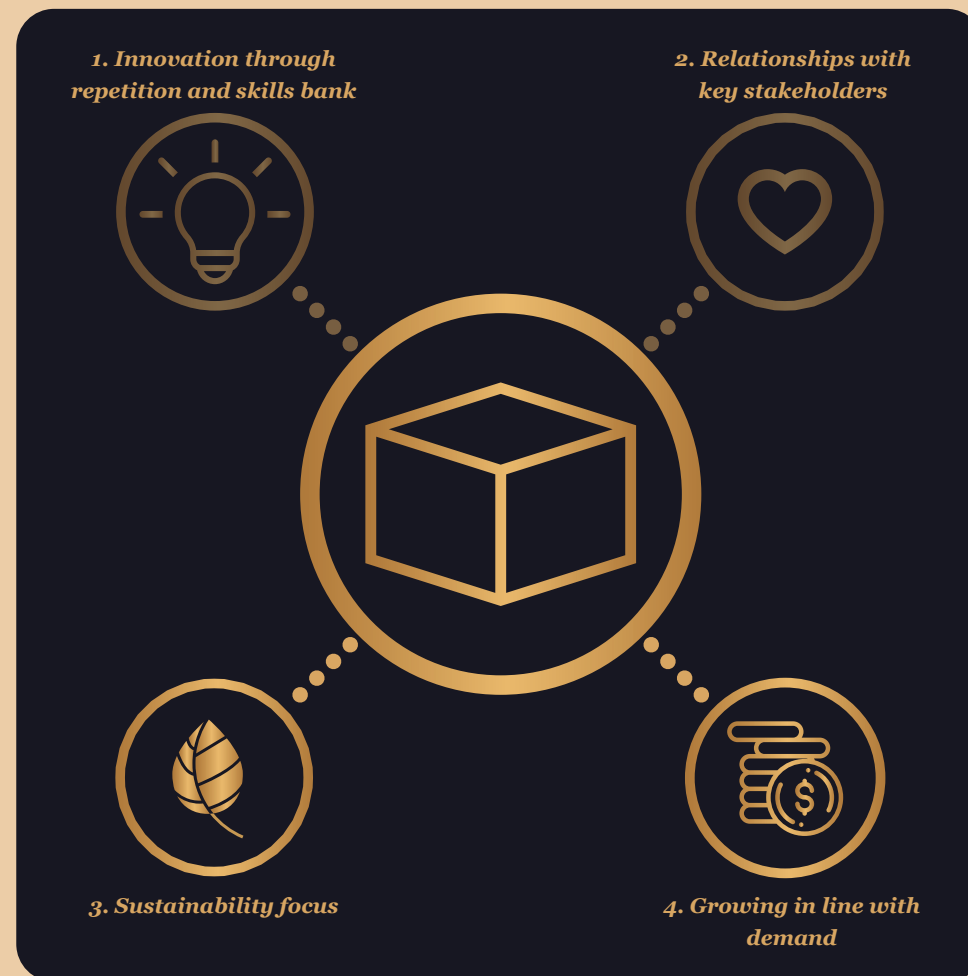 1. Innovation through
repetition and skills bank
2. Relationships with
key stakeholders
$
3. Sustainability focus
4. Growing in line with
demand